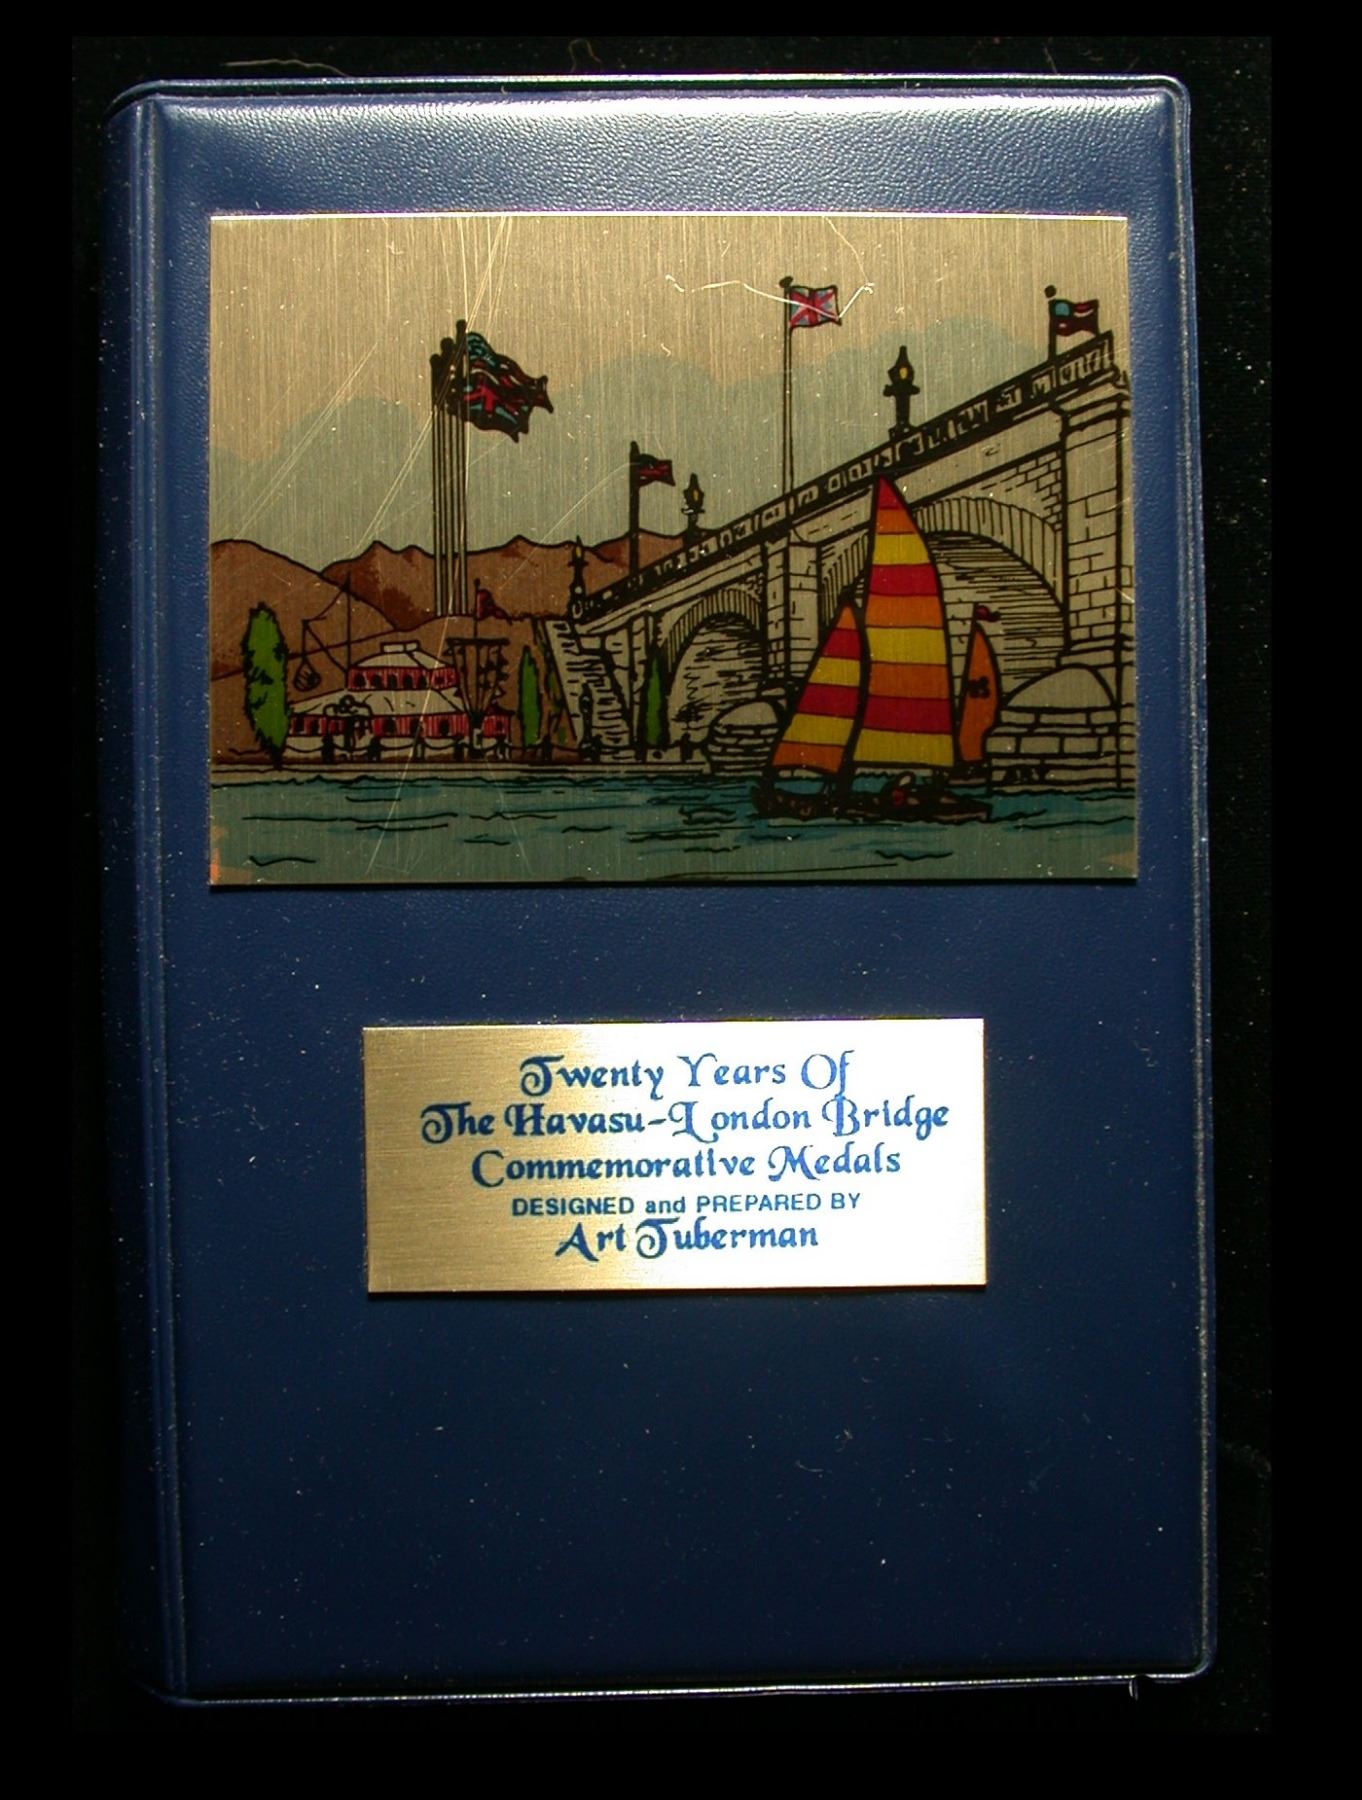 Twenty Years Of
The Havasu-London Bridge
Commemorative Medals
DESIGNED and PREPARED BY
Art Tuberman